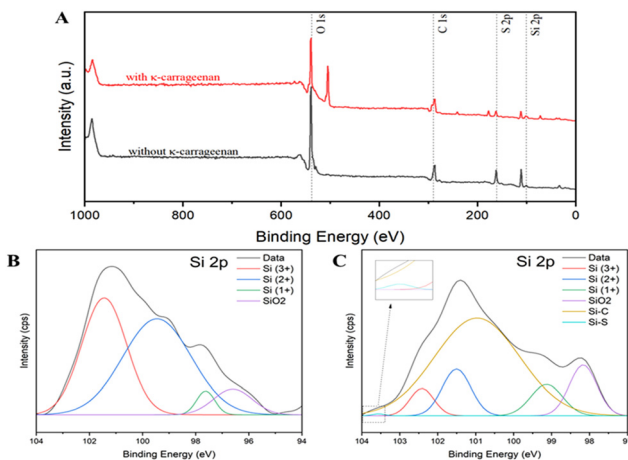 A
O 1s
C 1s
S 2p
Si 2p
with κ-carrageenan
without κ-carrageenan
Intensity (a.u.)
1000 800 600 400 200 0
Binding Energy (eV)
B
Si 2p
Data
Si (3+)
Si (2+)
Si (1+)
SiO2
Intensity (cps)
104 102 100 98 96 94
Binding Energy (eV)
C
Si 2p
Data
Si (3+)
Si (2+)
Si (1+)
SiO2
Si-C
Si-S
Intensity (cps)
104 103 102 101 100 99 98 97
Binding Energy (eV)